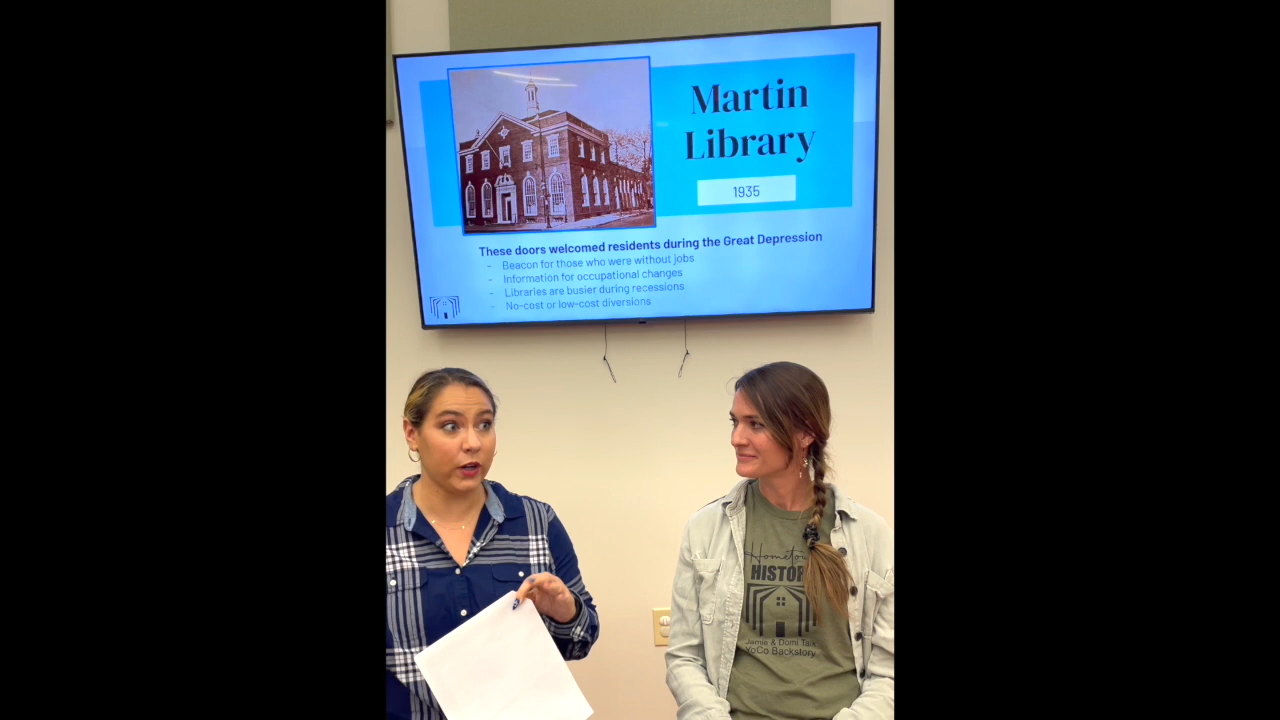 Martin
Library
1935
These doors welcomed residents during the Great Depression
- Beacon for those who were without jobs
- Information for occupational changes
- Libraries are busier during recessions
- No-cost or low-cost diversions
Hometow
HISTOR
Jamie & Domi Talk
YoCo Backstory